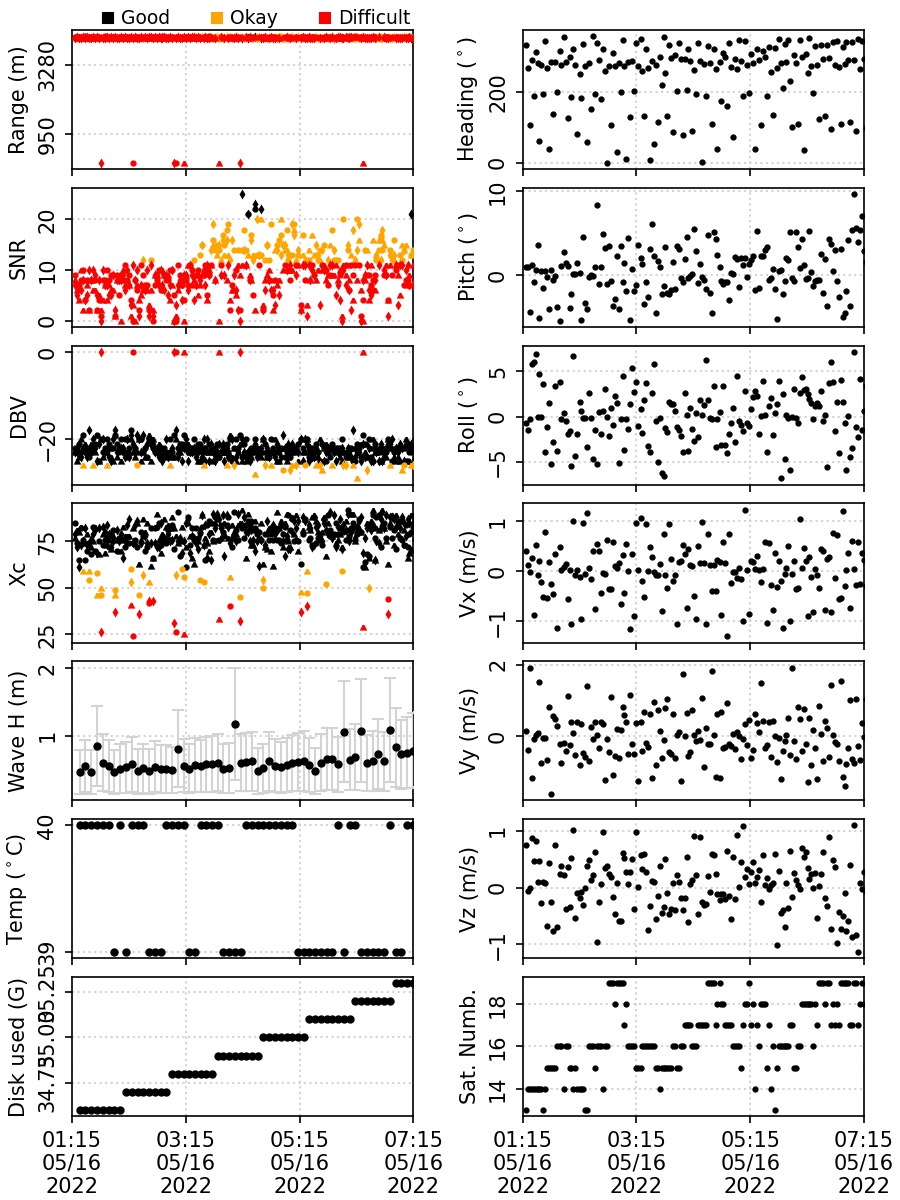 Good Okay Difficult
Range (m)
3280
950
Heading (°)
200
0
SNR
20
10
0
Pitch (°)
10
0
DBV
0
−20
Roll (°)
5
0
−5
Xc
75
50
25
Vx (m/s)
1
0
−1
Wave H (m)
2
1
Vy (m/s)
2
0
Temp (°C)
40
39
Vz (m/s)
1
0
−1
Disk used (G)
35.25
35.00
34.75
Sat. Numb.
18
16
14
01:15 03:15 05:15 07:15
05/16 05/16 05/16 05/16
2022 2022 2022 2022
01:15 03:15 05:15 07:15
05/16 05/16 05/16 05/16
2022 2022 2022 2022